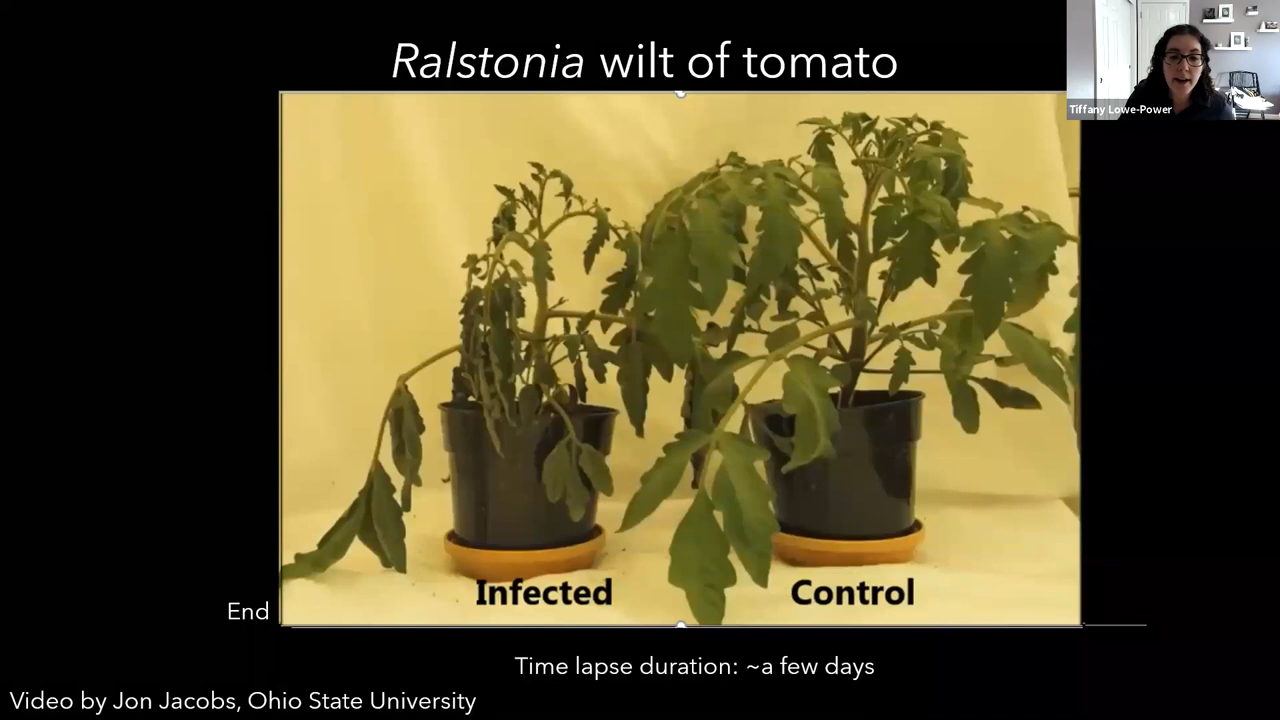 Ralstonia wilt of tomato
Tiffany Lowe-Power
Infected
Control
End
Time lapse duration: ~a few days
Video by Jon Jacobs, Ohio State University